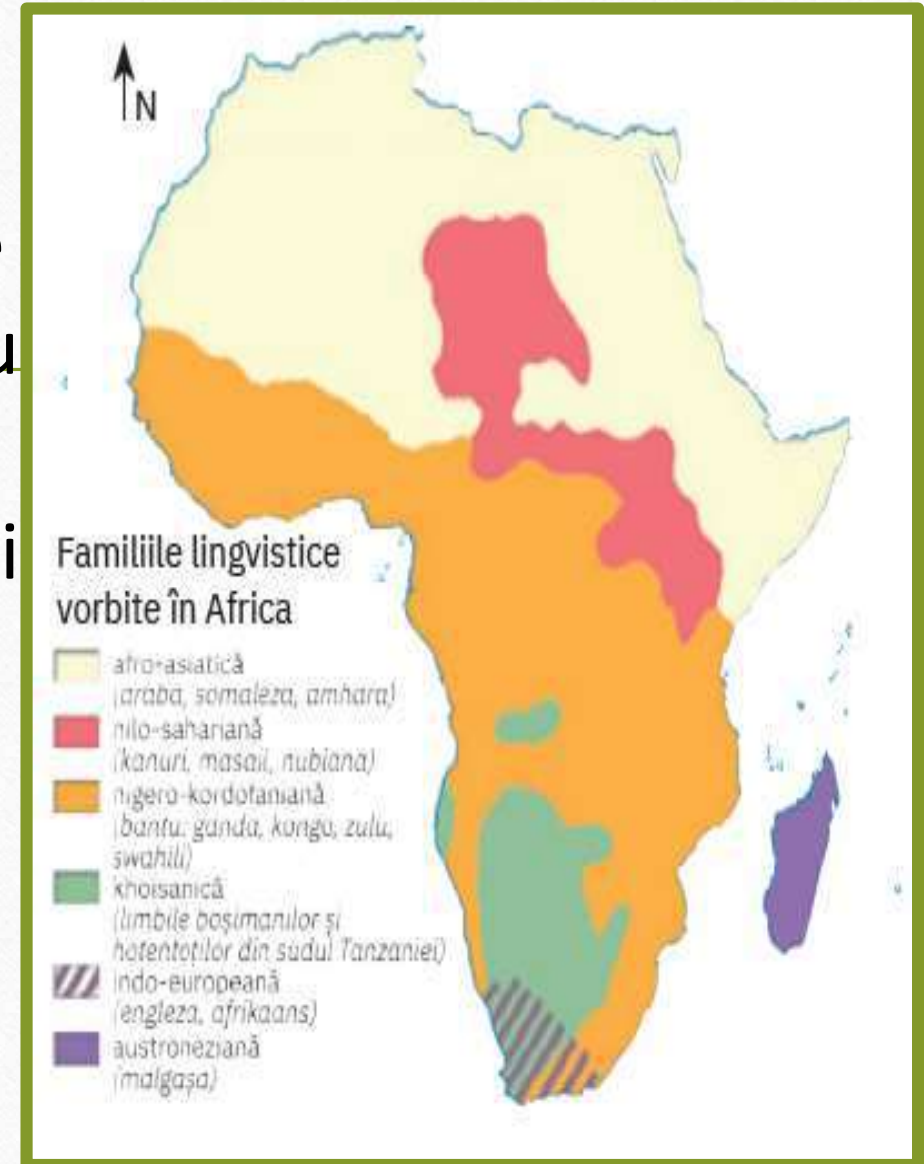 N
u
i
Familiile lingvistice
vorbite în Africa
afro-asiatică
(araba, somaleza, amhara)
nilo-sahariană
(kanuri, masaii, nubiana)
nigero-kordofaniană
(bantu: ganda, kongo, zulu,
swahili)
khoisanică
(limbile boșimanilor și
hotentoților din sudul Tanzaniei)
indo-europeană
(engleza, afrikaans)
austroneziană
(malgașa)